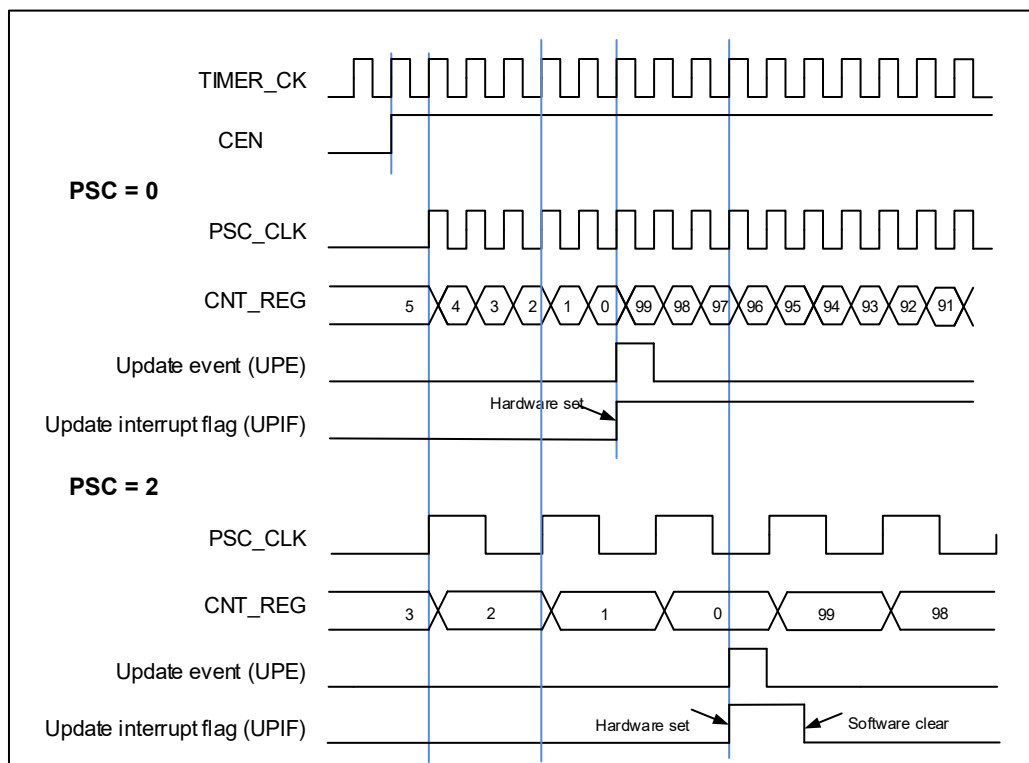 TIMER_CK
CEN
PSC = 0
PSC_CLK
CNT_REG 5 4 3 2 1 0 99 98 97 96 95 94 93 92 91
Update event (UPE)
Hardware set
Update interrupt flag (UPIF)
PSC = 2
PSC_CLK
CNT_REG 3 2 1 0 99 98
Update event (UPE)
Update interrupt flag (UPIF) Hardware set Software clear